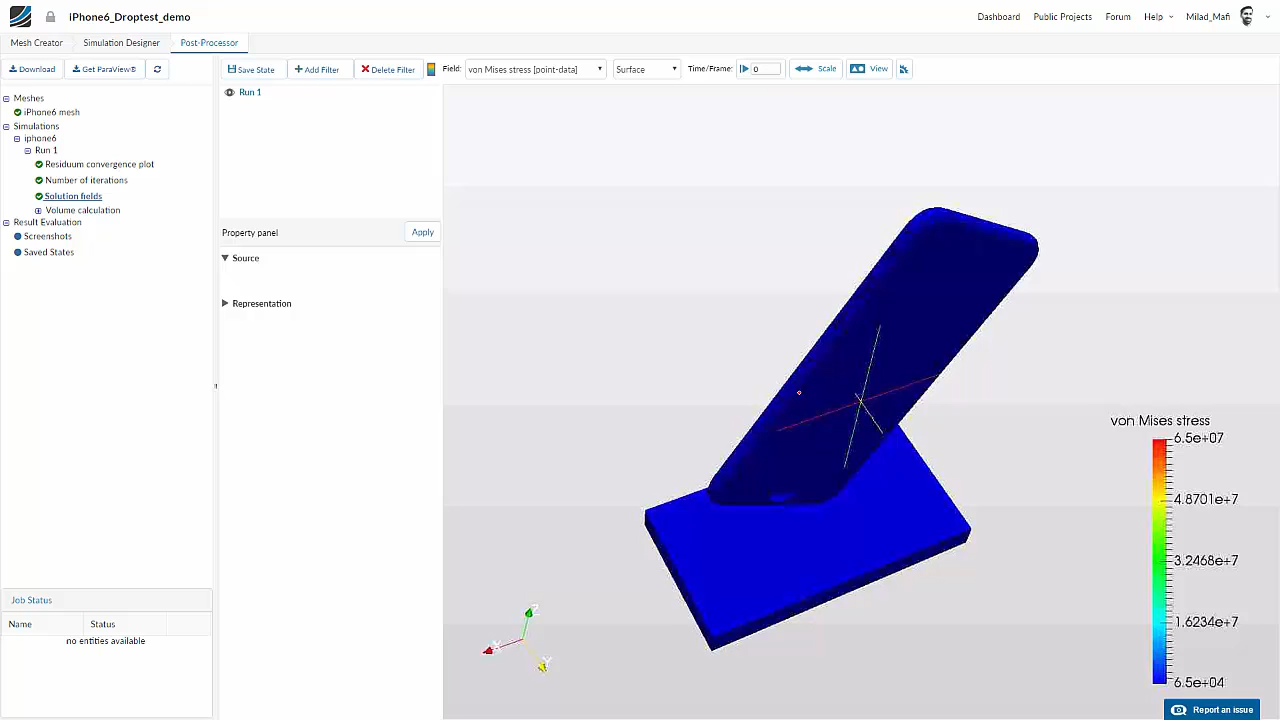 iPhone6_Droptest_demo
Dashboard Public Projects Forum Help Milad_Mafi
Mesh Creator Simulation Designer Post-Processor
Download Get ParaView® Save State Add Filter Delete Filter Field: von Mises stress [point-data] Surface Time/Frame: 0 Scale View
Meshes
iPhone6 mesh
Simulations
iphone6
Run 1
Residuum convergence plot
Number of iterations
Solution fields
Volume calculation
Result Evaluation
Screenshots
Saved States
Run 1
Property panel Apply
Source
Representation
von Mises stress
6.5e+07
4.8701e+7
3.2468e+7
1.6234e+7
6.5e+04
Job Status
Name Status
no entities available
Report an issue